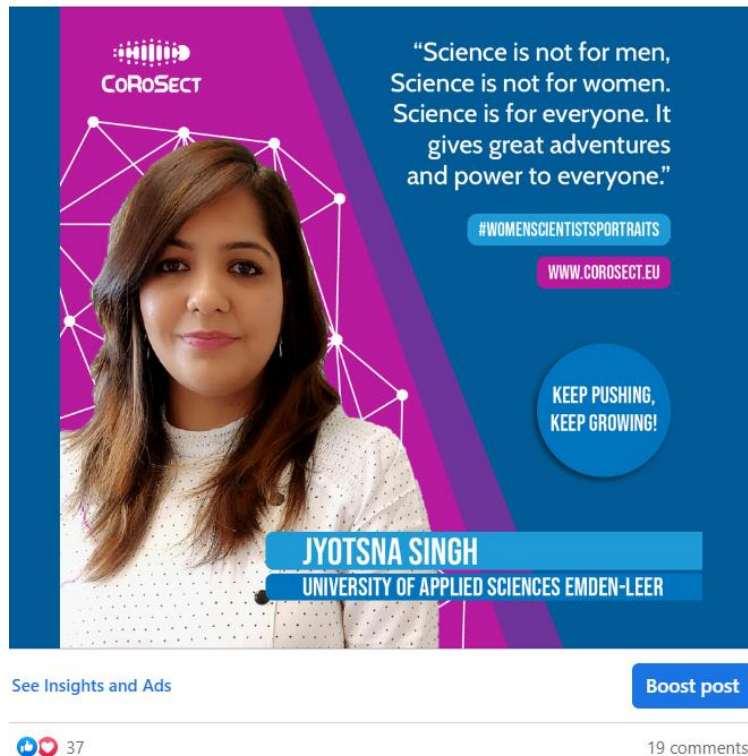 CoRoSect
“Science is not for men,
Science is not for women.
Science is for everyone. It
gives great adventures
and power to everyone.”
#WOMENSCIENTISTSPORTRAITS
WWW.COROSECT.EU
KEEP PUSHING,
KEEP GROWING!
JYOTSNA SINGH
UNIVERSITY OF APPLIED SCIENCES EMDEN-LEER
See Insights and Ads
Boost post
37
19 comments